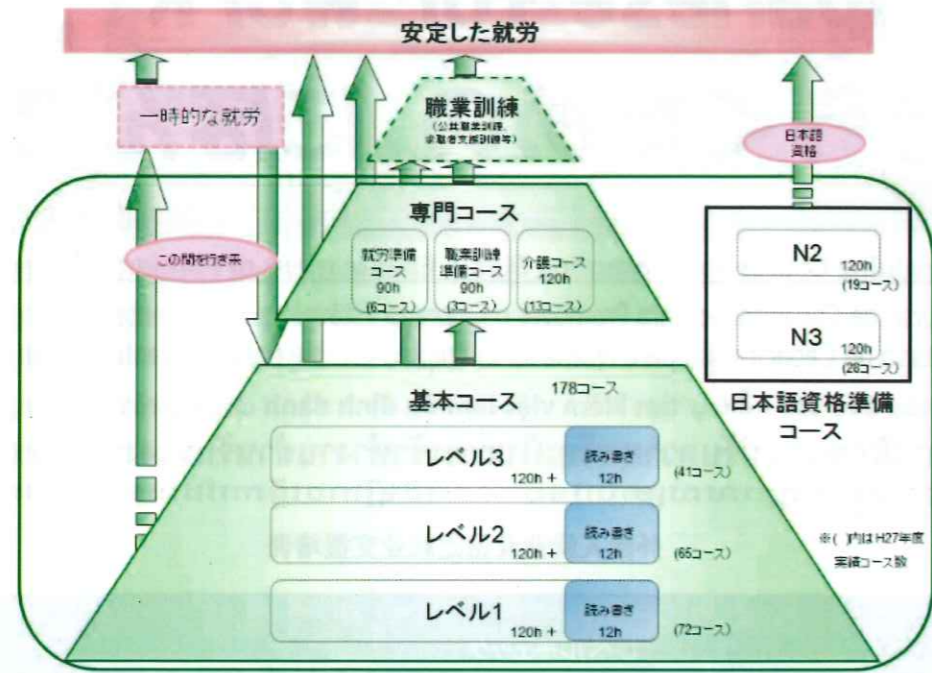 安定した就労
一時的な就労
職業訓練
(公共職業訓練、
求職者支援訓練等)
日本語
資格
専門コース
この間を行き来
就労準備
コース
90h
(6コース)
職業訓練
準備コース
90h
(3コース)
介護コース
120h
(13コース)
N2
120h
(19コース)
N3
120h
(28コース)
日本語資格準備
コース
基本コース
178コース
レベル3
120h +
読み書き
12h
(41コース)
レベル2
120h +
読み書き
12h
(65コース)
レベル1
120h +
読み書き
12h
(72コース)
※( )内はH27年度
実績コース数